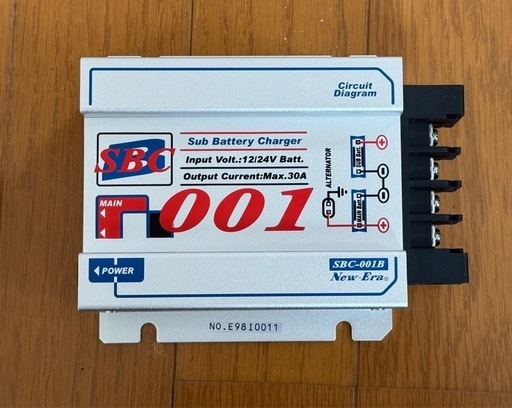 Circuit
Diagram
SBC
Sub Battery Charger
Input Volt.:12/24V Batt.
Output Current:Max.30A
ALTERNATOR
SUB Batt.
MAIN Batt.
MAIN
001
POWER
SBC-001B
New-Era®
NO.E98I0011